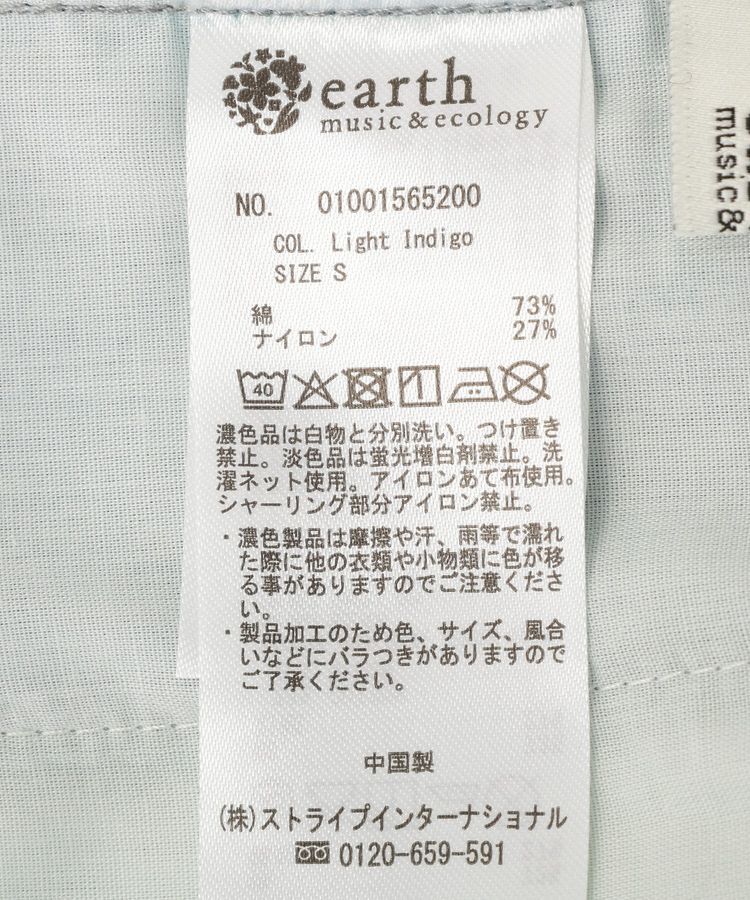 earth
music&ecology
music&
NO. 01001565200
COL. Light Indigo
SIZE S
綿 73%
ナイロン 27%
40
濃色品は白物と分別洗い。つけ置き
禁止。淡色品は蛍光増白剤禁止。洗
濯ネット使用。アイロンあて布使用。
シャーリング部分アイロン禁止。
・濃色製品は摩擦や汗、雨等で濡れ
た際に他の衣類や小物類に色が移
る事がありますのでご注意くださ
い。
・製品加工のため色、サイズ、風合
いなどにバラつきがありますので
ご了承ください。
中国製
(株)ストライプインターナショナル
0120-659-591